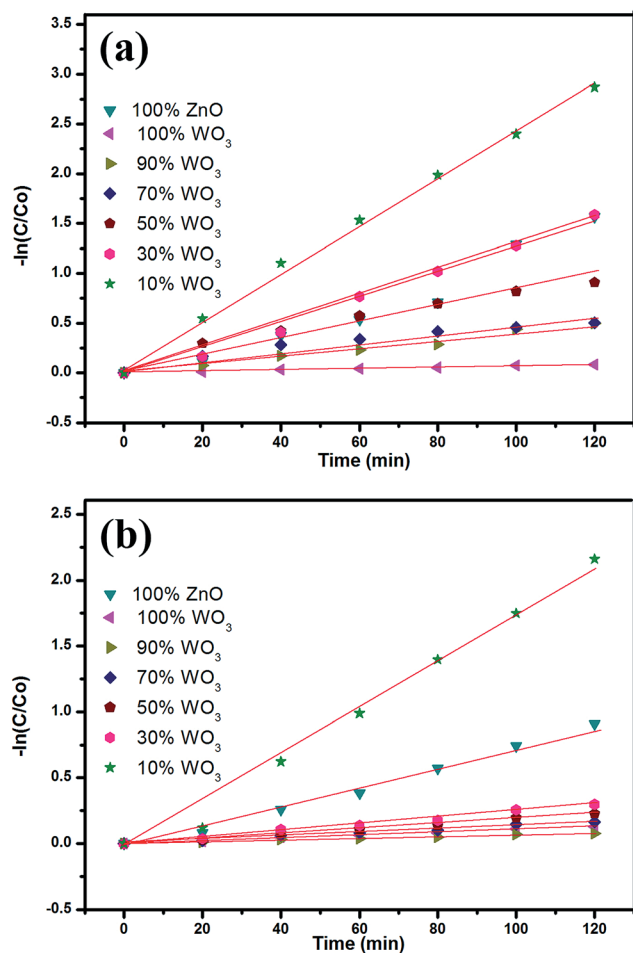 (a)
3.5
3.0
2.5
2.0
1.5
1.0
0.5
0.0
-0.5
-ln(C/Co)
100% ZnO
100% WO₃
90% WO₃
70% WO₃
50% WO₃
30% WO₃
10% WO₃
0 20 40 60 80 100 120
Time (min)
(b)
2.5
2.0
1.5
1.0
0.5
0.0
-0.5
-ln(C/Co)
100% ZnO
100% WO₃
90% WO₃
70% WO₃
50% WO₃
30% WO₃
10% WO₃
0 20 40 60 80 100 120
Time (min)